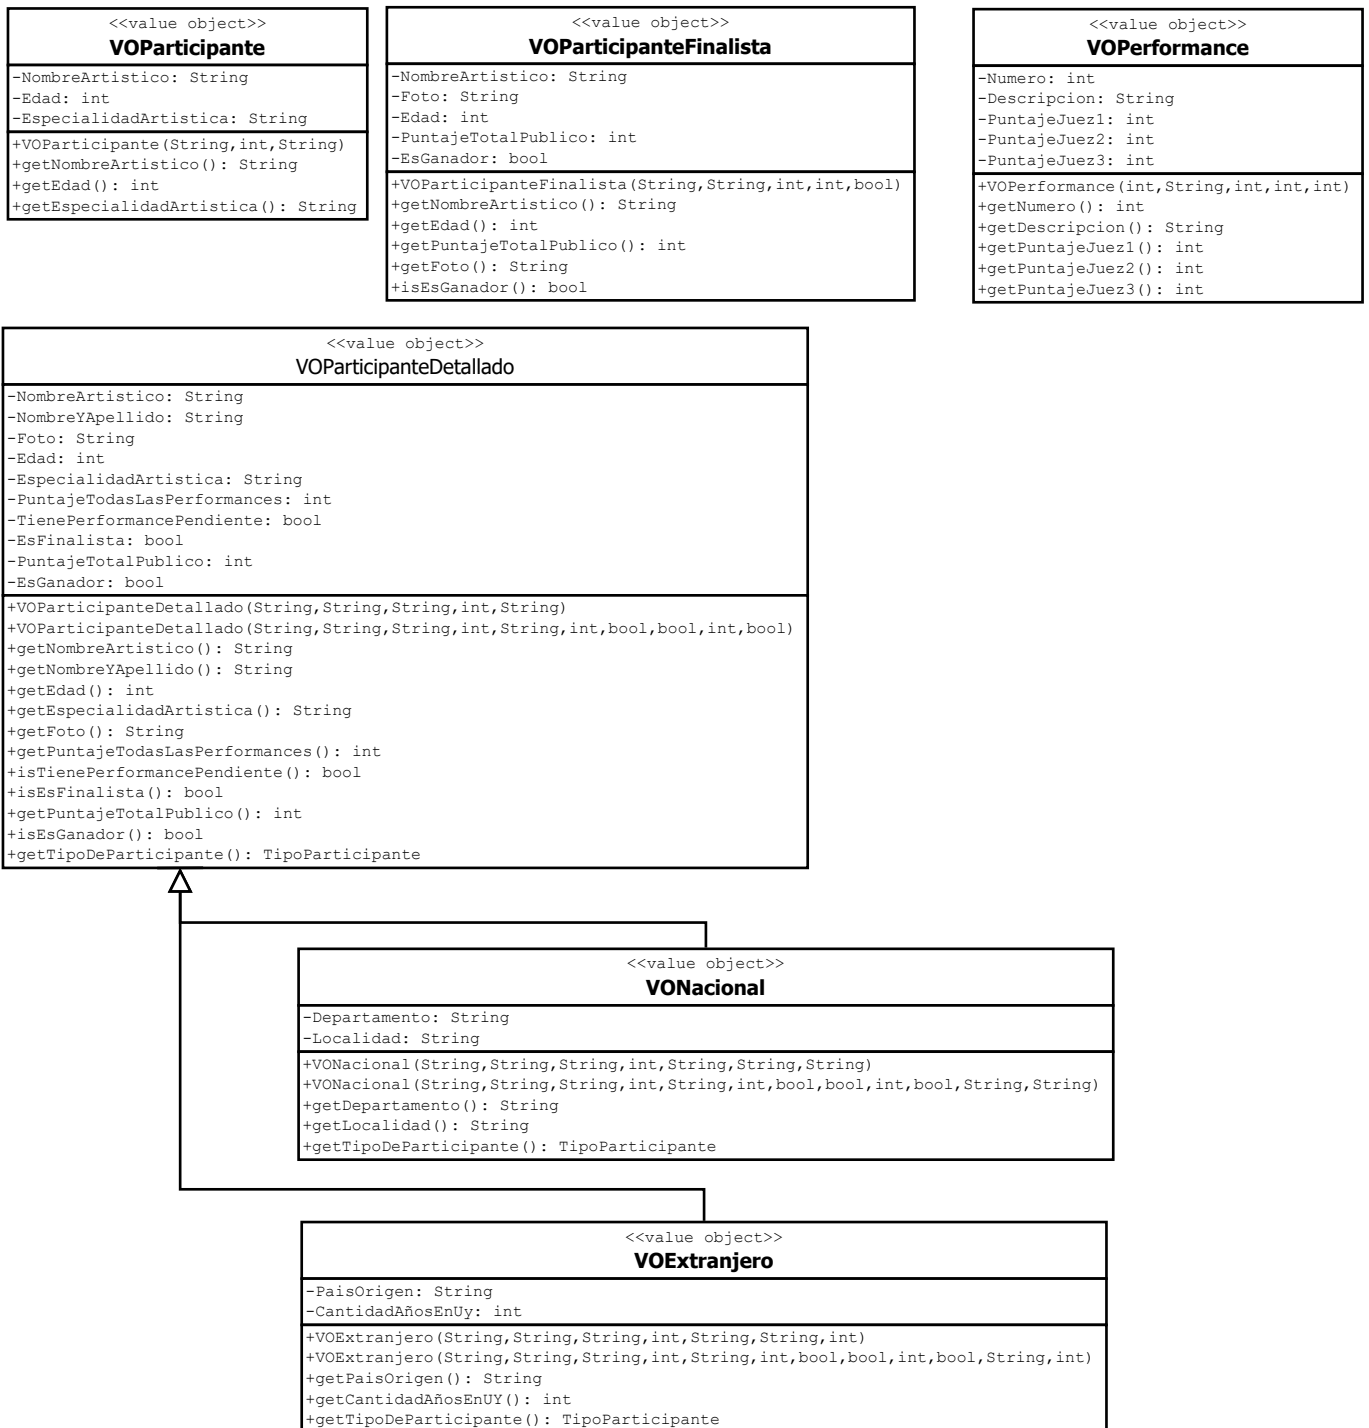 <<value object>>
VOParticipante
-NombreArtistico: String
-Edad: int
-EspecialidadArtistica: String
+VOParticipante(String,int,String)
+getNombreArtistico(): String
+getEdad(): int
+getEspecialidadArtistica(): String
<<value object>>
VOParticipanteFinalista
-NombreArtistico: String
-Foto: String
-Edad: int
-PuntajeTotalPublico: int
-EsGanador: bool
+VOParticipanteFinalista(String,String,int,int,bool)
+getNombreArtistico(): String
+getEdad(): int
+getPuntajeTotalPublico(): int
+getFoto(): String
+isEsGanador(): bool
<<value object>>
VOPerformance
-Numero: int
-Descripcion: String
-PuntajeJuez1: int
-PuntajeJuez2: int
-PuntajeJuez3: int
+VOPerformance(int,String,int,int,int)
+getNumero(): int
+getDescripcion(): String
+getPuntajeJuez1(): int
+getPuntajeJuez2(): int
+getPuntajeJuez3(): int
<<value object>>
VOParticipanteDetallado
-NombreArtistico: String
-NombreYApellido: String
-Foto: String
-Edad: int
-EspecialidadArtistica: String
-PuntajeTodasLasPerformances: int
-TienePerformancePendiente: bool
-EsFinalista: bool
-PuntajeTotalPublico: int
-EsGanador: bool
+VOParticipanteDetallado(String,String,String,int,String)
+VOParticipanteDetallado(String,String,String,int,String,int,bool,bool,int,bool)
+getNombreArtistico(): String
+getNombreYApellido(): String
+getEdad(): int
+getEspecialidadArtistica(): String
+getFoto(): String
+getPuntajeTodasLasPerformances(): int
+isTienePerformancePendiente(): bool
+isEsFinalista(): bool
+getPuntajeTotalPublico(): int
+isEsGanador(): bool
+getTipoDeParticipante(): TipoParticipante
<<value object>>
VONacional
-Departamento: String
-Localidad: String
+VONacional(String,String,String,int,String,String,String)
+VONacional(String,String,String,int,String,int,bool,bool,int,bool,String,String)
+getDepartamento(): String
+getLocalidad(): String
+getTipoDeParticipante(): TipoParticipante
<<value object>>
VOExtranjero
-PaisOrigen: String
-CantidadAñosEnUy: int
+VOExtranjero(String,String,String,int,String,String,int)
+VOExtranjero(String,String,String,int,String,int,bool,bool,int,bool,String,int)
+getPaisOrigen(): String
+getCantidadAñosEnUY(): int
+getTipoDeParticipante(): TipoParticipante